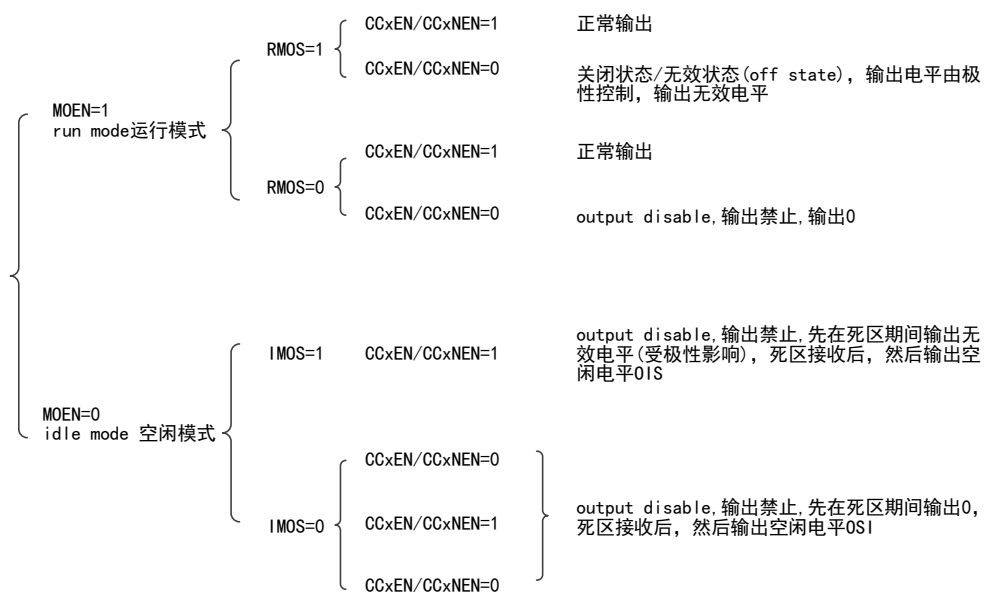 CCxEN/CCxNEN=1 正常输出
RMOS=1
CCxEN/CCxNEN=0 关闭状态/无效状态(off state), 输出电平由极
性控制, 输出无效电平
MOEN=1
run mode运行模式
CCxEN/CCxNEN=1 正常输出
RMOS=0
CCxEN/CCxNEN=0 output disable,输出禁止,输出0
IMOS=1 CCxEN/CCxNEN=1 output disable,输出禁止,先在死区期间输出无
效电平(受极性影响), 死区接收后, 然后输出空
闲电平OIS
MOEN=0
idle mode 空闲模式
CCxEN/CCxNEN=0
IMOS=0 CCxEN/CCxNEN=1 output disable,输出禁止,先在死区期间输出0,
死区接收后, 然后输出空闲电平OSI
CCxEN/CCxNEN=0